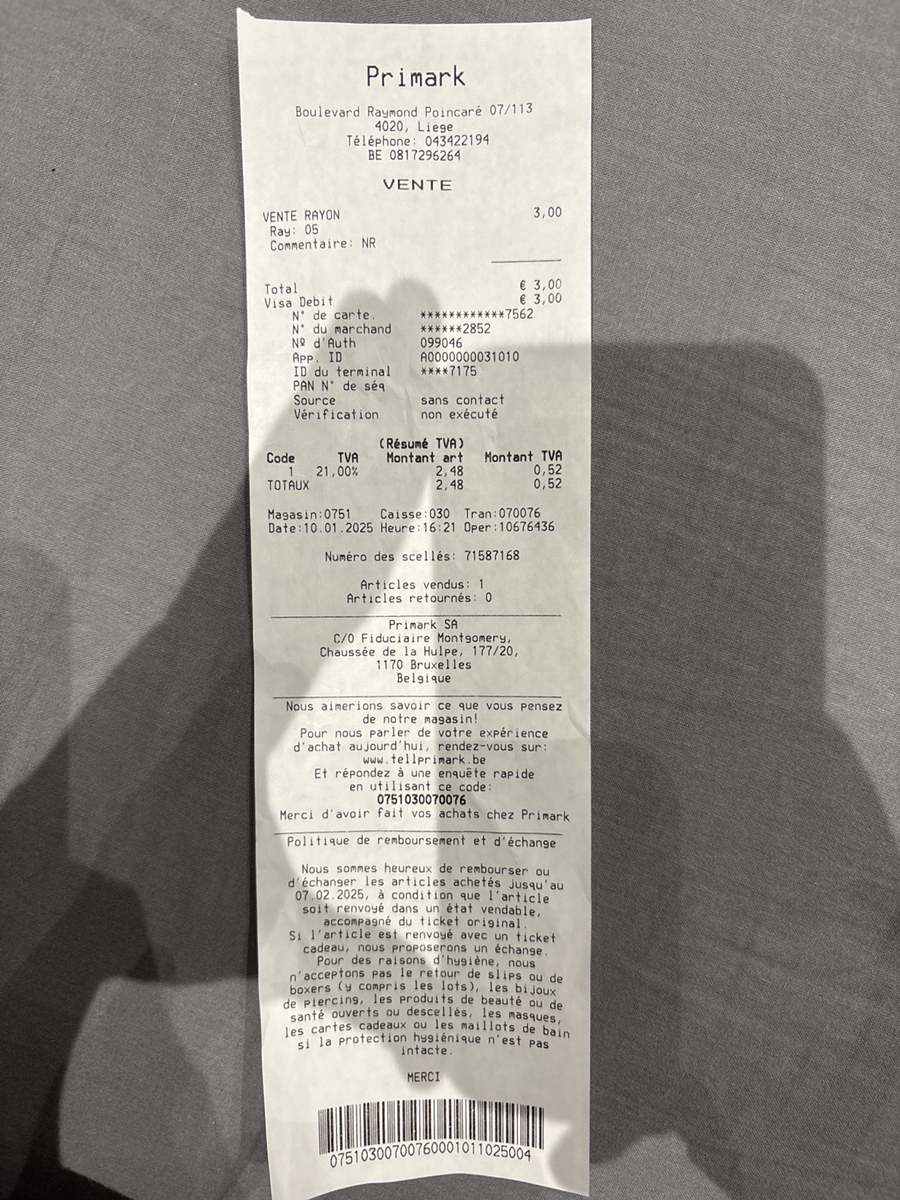 Primark
Boulevard Raymond Poincaré 07/113
4020, Liege
Téléphone: 043422194
BE 0817296264
VENTE
VENTE RAYON 3,00
Ray: 05
Commentaire: NR
Total € 3,00
Visa Debit € 3,00
N° de carte. ************7562
N° du marchand ******2852
Nº d'Auth 099046
App. ID A0000000031010
ID du terminal ****7175
PAN N° de séq
Source sans contact
Vérification non exécuté
(Résumé TVA)
Code TVA Montant art Montant TVA
1 21,00% 2,48 0,52
TOTAUX 2,48 0,52
Magasin:0751 Caisse:030 Tran:070076
Date:10.01.2025 Heure:16:21 Oper:10676436
Numéro des scellés: 71587168
Articles vendus: 1
Articles retournés: 0
Primark SA
C/O Fiduciaire Montgomery,
Chaussée de la Hulpe, 177/20,
1170 Bruxelles
Belgique
Nous aimerions savoir ce que vous pensez
de notre magasin!
Pour nous parler de votre expérience
d'achat aujourd'hui, rendez-vous sur:
www.tellprimark.be
Et répondez à une enquête rapide
en utilisant ce code:
0751030070076
Merci d'avoir fait vos achats chez Primark
Politique de remboursement et d'échange
Nous sommes heureux de rembourser ou
d'échanger les articles achetés jusqu'au
07.02.2025, à condition que l'article
soit renvoyé dans un état vendable,
accompagné du ticket original.
Si l'article est renvoyé avec un ticket
cadeau, nous proposerons un échange.
Pour des raisons d'hygiène, nous
n'acceptons pas le retour de slips ou de
boxers (y compris les lots), les bijoux
de piercing, les produits de beauté ou de
santé ouverts ou descellés, les masques,
les cartes cadeaux ou les maillots de bain
si la protection hygiénique n'est pas
intacte.
MERCI
07510300700760001011025004